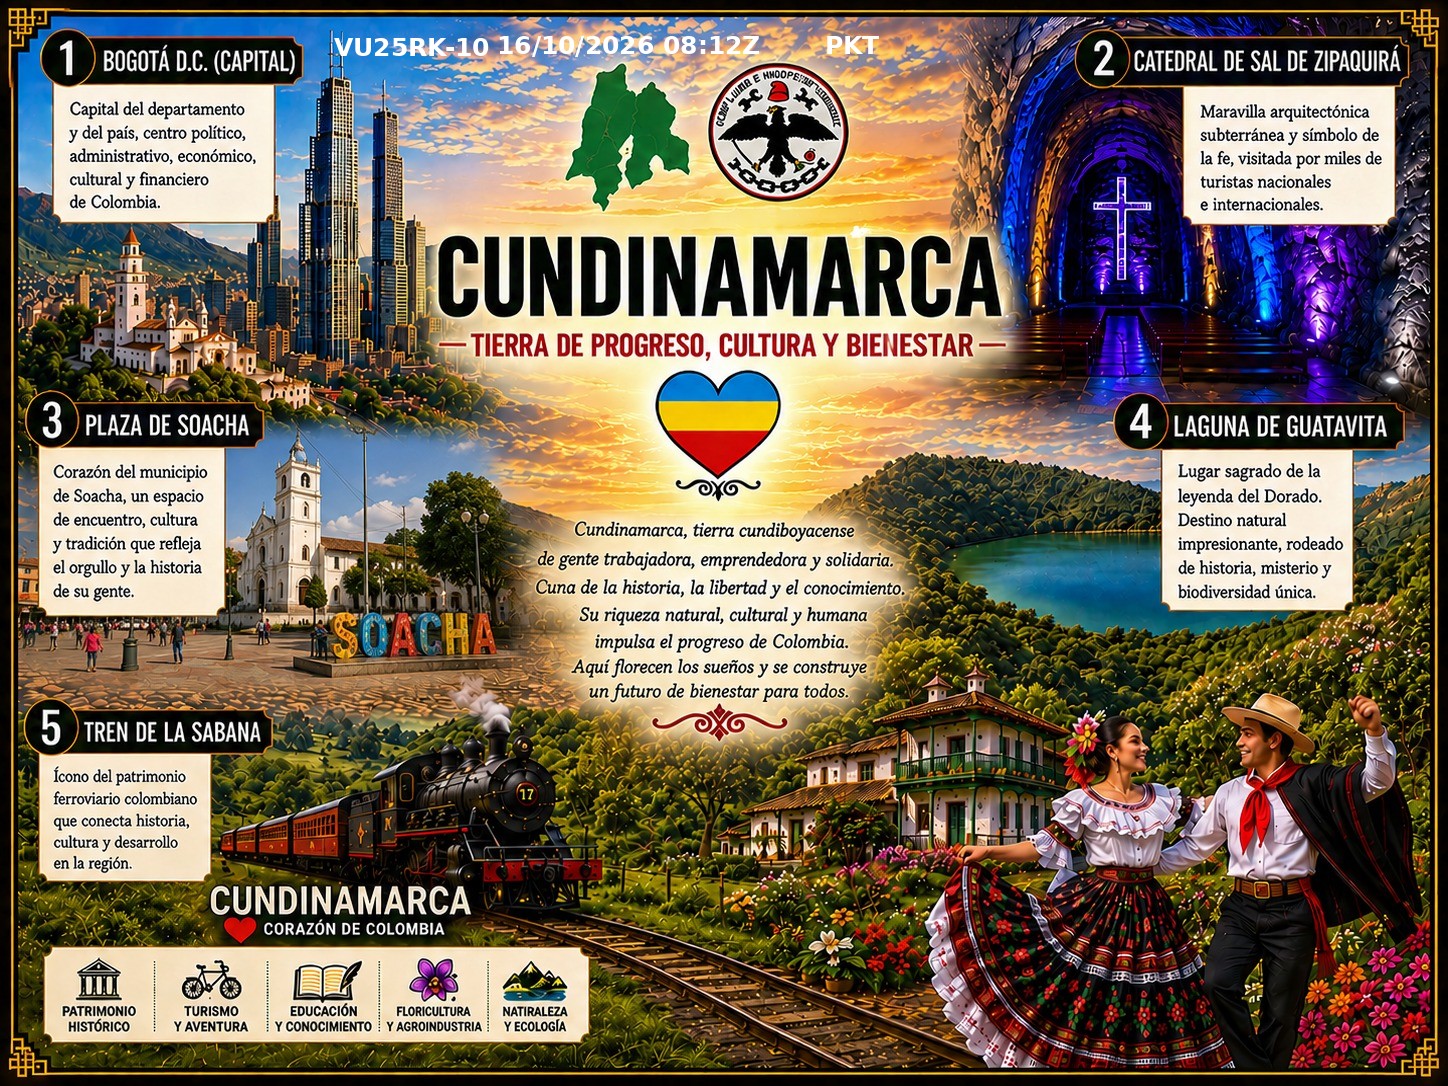 VU25RK-10 16/10/2026 08:12Z PKT
1 BOGOTÁ D.C. (CAPITAL)
Capital del departamento
y del país, centro político,
administrativo, económico,
cultural y financiero
de Colombia.
2 CATEDRAL DE SAL DE ZIPAQUIRÁ
Maravilla arquitectónica
subterránea y símbolo de
la fe, visitada por miles de
turistas nacionales
e internacionales.
CUNDINAMARCA
TIERRA DE PROGRESO, CULTURA Y BIENESTAR
3 PLAZA DE SOACHA
Corazón del municipio
de Soacha, un espacio
de encuentro, cultura
y tradición que refleja
el orgullo y la historia
de su gente.
SOACHA
4 LAGUNA DE GUATAVITA
Lugar sagrado de la
leyenda del Dorado.
Destino natural
impresionante, rodeado
de historia, misterio y
biodiversidad única.
Cundinamarca, tierra cundiboyacense
de gente trabajadora, emprendedora y solidaria.
Cuna de la historia, la libertad y el conocimiento.
Su riqueza natural, cultural y humana
impulsa el progreso de Colombia.
Aquí florecen los sueños y se construye
un futuro de bienestar para todos.
5 TREN DE LA SABANA
Ícono del patrimonio
ferroviario colombiano
que conecta historia,
cultura y desarrollo
en la región.
17
CUNDINAMARCA
CORAZÓN DE COLOMBIA
PATRIMONIO
HISTÓRICO
TURISMO
Y AVENTURA
EDUCACIÓN
Y CONOCIMIENTO
FLORICULTURA
Y AGROINDUSTRIA
NATIRALEZA
Y ECOLOGÍA